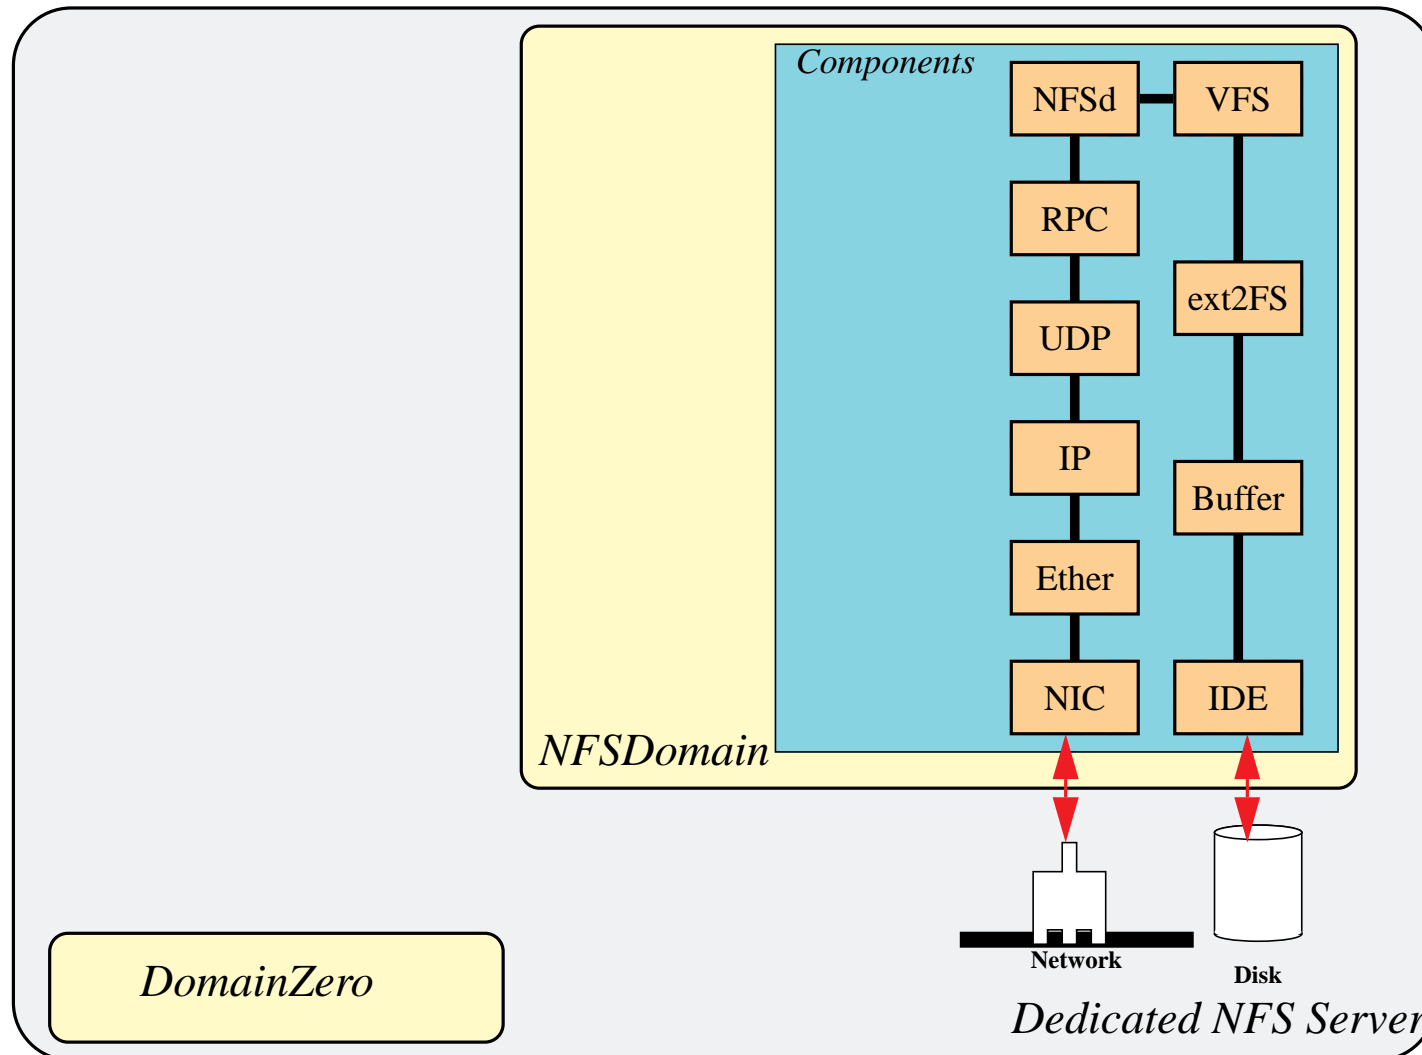 Components
NFSd
VFS
RPC
ext2FS
UDP
IP
Buffer
Ether
NIC
IDE
NFSDomain
Network
Disk
DomainZero
Dedicated NFS Server